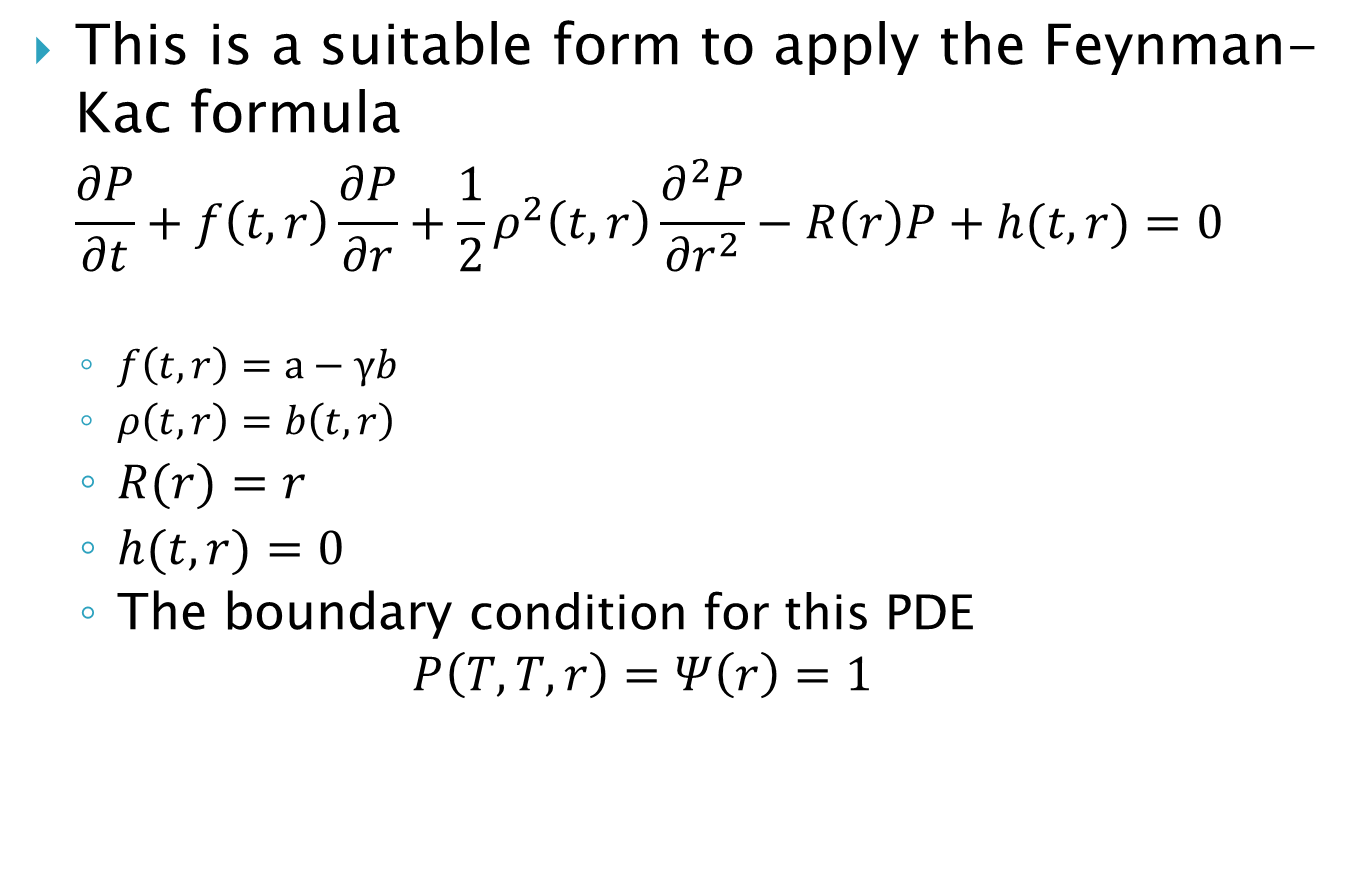 This is a suitable form to apply the Feynman-
Kac formula
∂P/∂t + f(t, r) ∂P/∂r + 1/2 ρ²(t, r) ∂²P/∂r² − R(r)P + h(t, r) = 0
f(t, r) = a − γb
ρ(t, r) = b(t, r)
R(r) = r
h(t, r) = 0
The boundary condition for this PDE
P(T, T, r) = Ψ(r) = 1